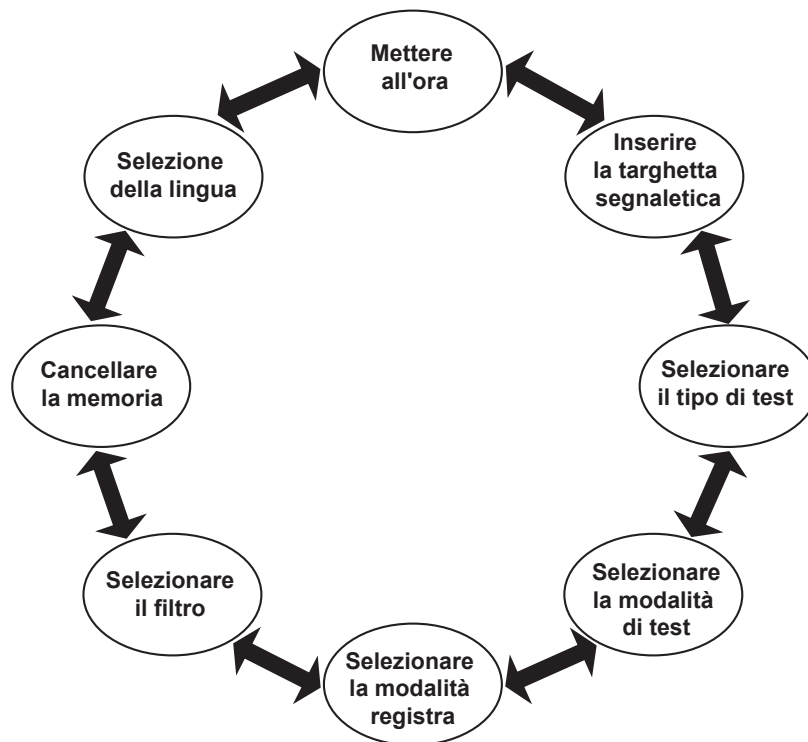 Mettere
all'ora
Inserire
la targhetta
segnaletica
Selezionare
il tipo di test
Selezionare
la modalità
di test
Selezionare
la modalità
registra
Selezionare
il filtro
Cancellare
la memoria
Selezione
della lingua